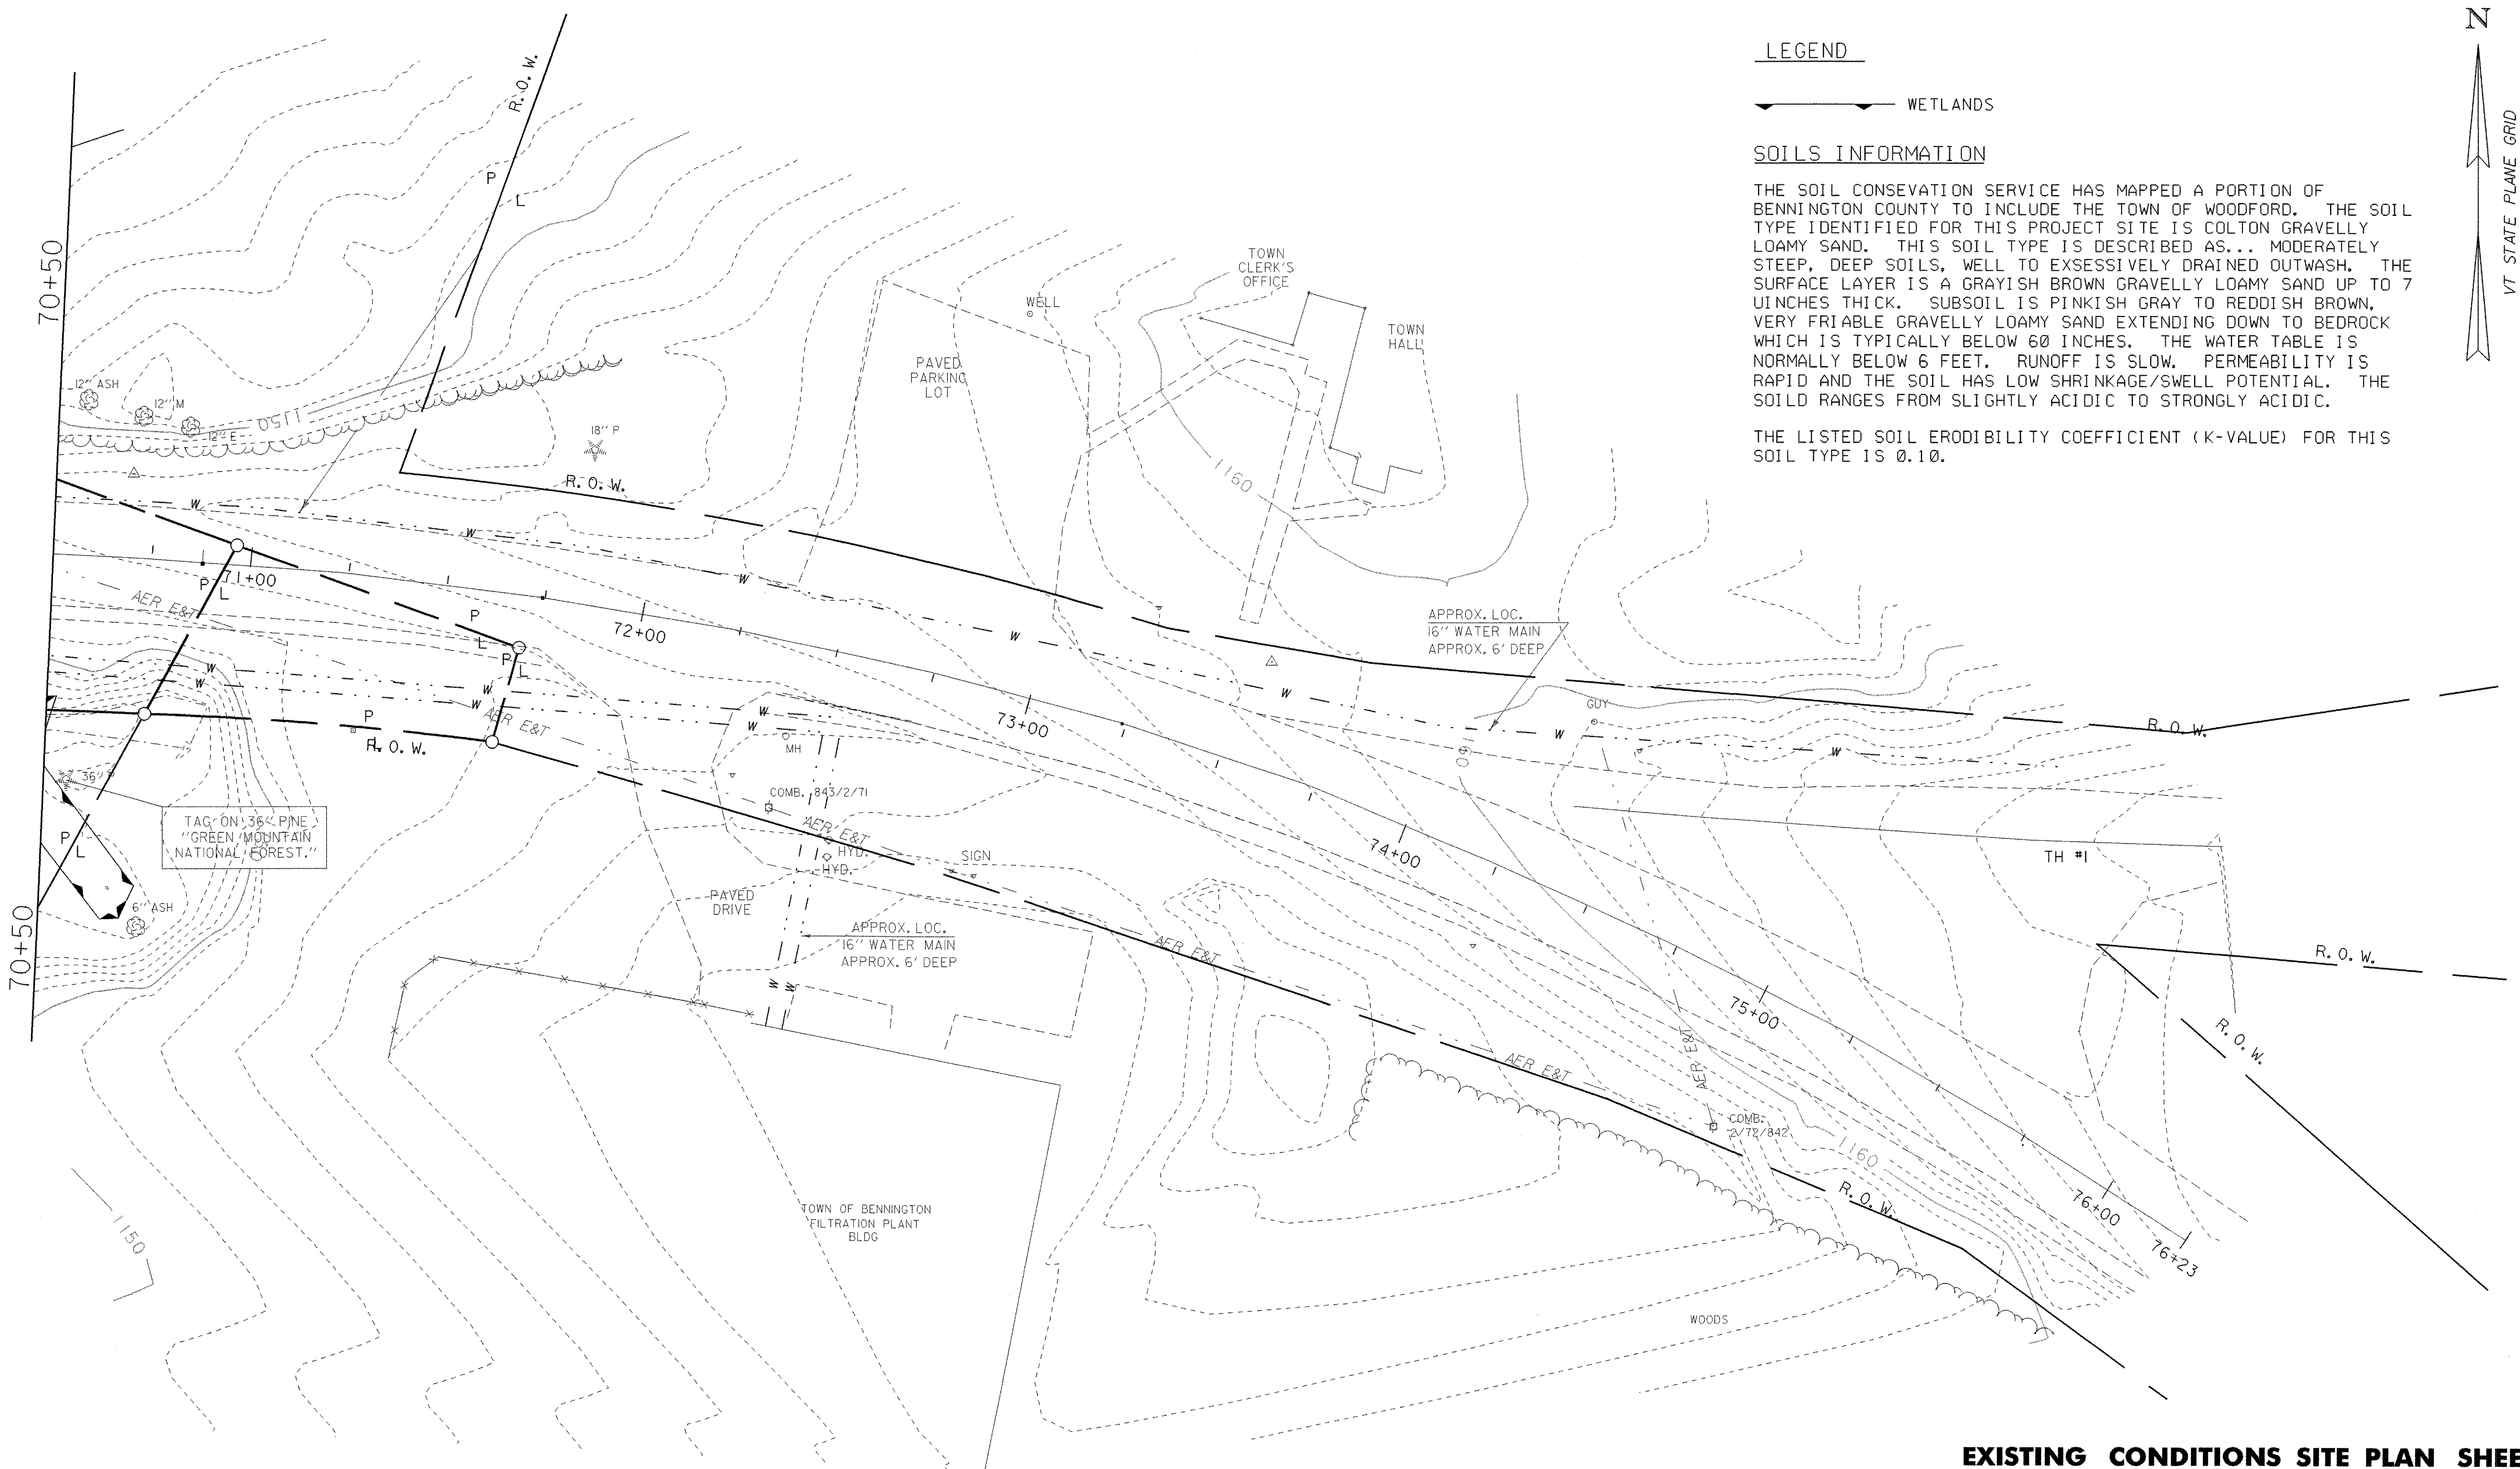 N
VT STATE PLANE GRID
LEGEND
WETLANDS
SOILS INFORMATION
THE SOIL CONSEVATION SERVICE HAS MAPPED A PORTION OF
BENNINGTON COUNTY TO INCLUDE THE TOWN OF WOODFORD. THE SOIL
TYPE IDENTIFIED FOR THIS PROJECT SITE IS COLTON GRAVELLY
LOAMY SAND. THIS SOIL TYPE IS DESCRIBED AS... MODERATELY
STEEP, DEEP SOILS, WELL TO EXSESSIVELY DRAINED OUTWASH. THE
SURFACE LAYER IS A GRAYISH BROWN GRAVELLY LOAMY SAND UP TO 7
UINCHES THICK. SUBSOIL IS PINKISH GRAY TO REDDISH BROWN,
VERY FRIABLE GRAVELLY LOAMY SAND EXTENDING DOWN TO BEDROCK
WHICH IS TYPICALLY BELOW 60 INCHES. THE WATER TABLE IS
NORMALLY BELOW 6 FEET. RUNOFF IS SLOW. PERMEABILITY IS
RAPID AND THE SOIL HAS LOW SHRINKAGE/SWELL POTENTIAL. THE
SOILD RANGES FROM SLIGHTLY ACIDIC TO STRONGLY ACIDIC.
THE LISTED SOIL ERODIBILITY COEFFICIENT (K-VALUE) FOR THIS
SOIL TYPE IS 0.10.
R. O. W.
P
L
70+50
TOWN
CLERK'S
OFFICE
WELL
TOWN
HALL
PAVED
PARKING
LOT
12" ASH
12" M
12" E
1150
18" P
1160
R. O. W.
W
W
W
W
W
W
W
71+00
P
L
AER E&T
P
L
P
L
72+00
APPROX. LOC.
16" WATER MAIN
APPROX. 6' DEEP
W
W
W
W
W
W
AER E&T
P
L
R. O. W.
73+00
GUY
R. O. W.
MH
36" P
COMB. 843/2/71
AER E&T
HYD.
HYD.
SIGN
TAG ON 36" PINE
"GREEN MOUNTAIN
NATIONAL FOREST."
P
L
74+00
TH #1
6" ASH
PAVED
DRIVE
APPROX. LOC.
16" WATER MAIN
APPROX. 6' DEEP
AER E&T
R. O. W.
70+50
W
W
75+00
R. O. W.
AER E&T
AER E&T
COMB.
2/72/842
1160
R. O. W.
76+00
76+23
1150
TOWN OF BENNINGTON
FILTRATION PLANT
BLDG
WOODS
EXISTING CONDITIONS SITE PLAN SHEE